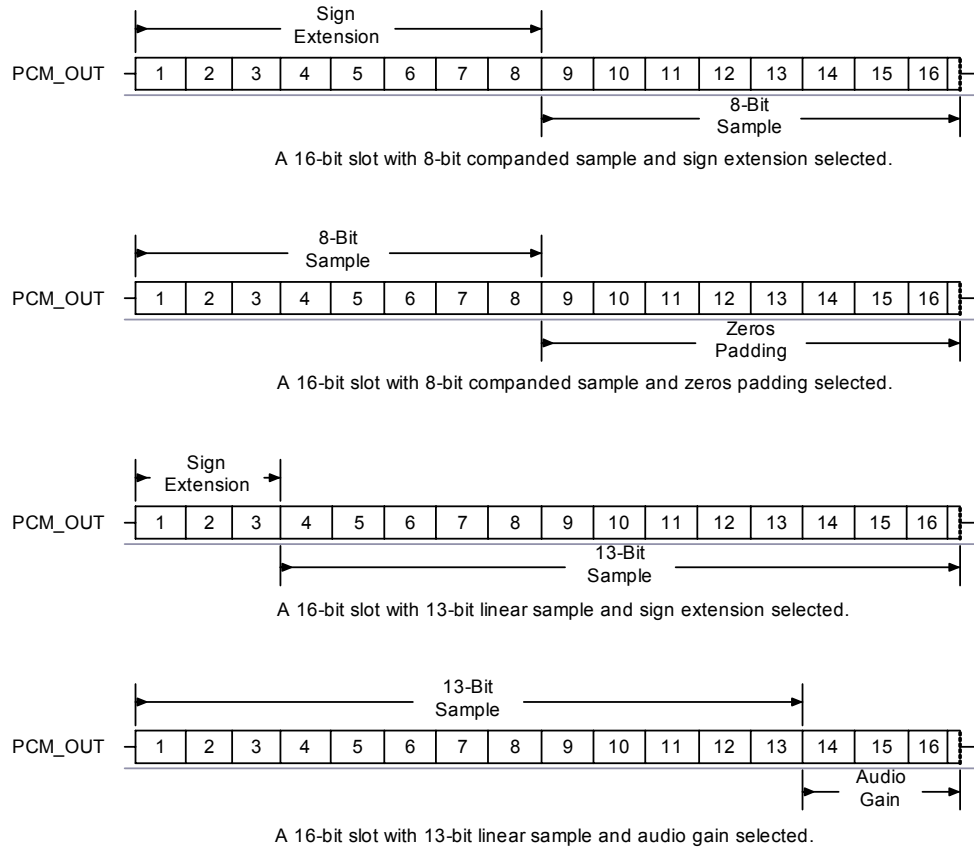 Sign
Extension
PCM_OUT 1 2 3 4 5 6 7 8 9 10 11 12 13 14 15 16
8-Bit
Sample
A 16-bit slot with 8-bit companded sample and sign extension selected.
8-Bit
Sample
PCM_OUT 1 2 3 4 5 6 7 8 9 10 11 12 13 14 15 16
Zeros
Padding
A 16-bit slot with 8-bit companded sample and zeros padding selected.
Sign
Extension
PCM_OUT 1 2 3 4 5 6 7 8 9 10 11 12 13 14 15 16
13-Bit
Sample
A 16-bit slot with 13-bit linear sample and sign extension selected.
13-Bit
Sample
PCM_OUT 1 2 3 4 5 6 7 8 9 10 11 12 13 14 15 16
Audio
Gain
A 16-bit slot with 13-bit linear sample and audio gain selected.